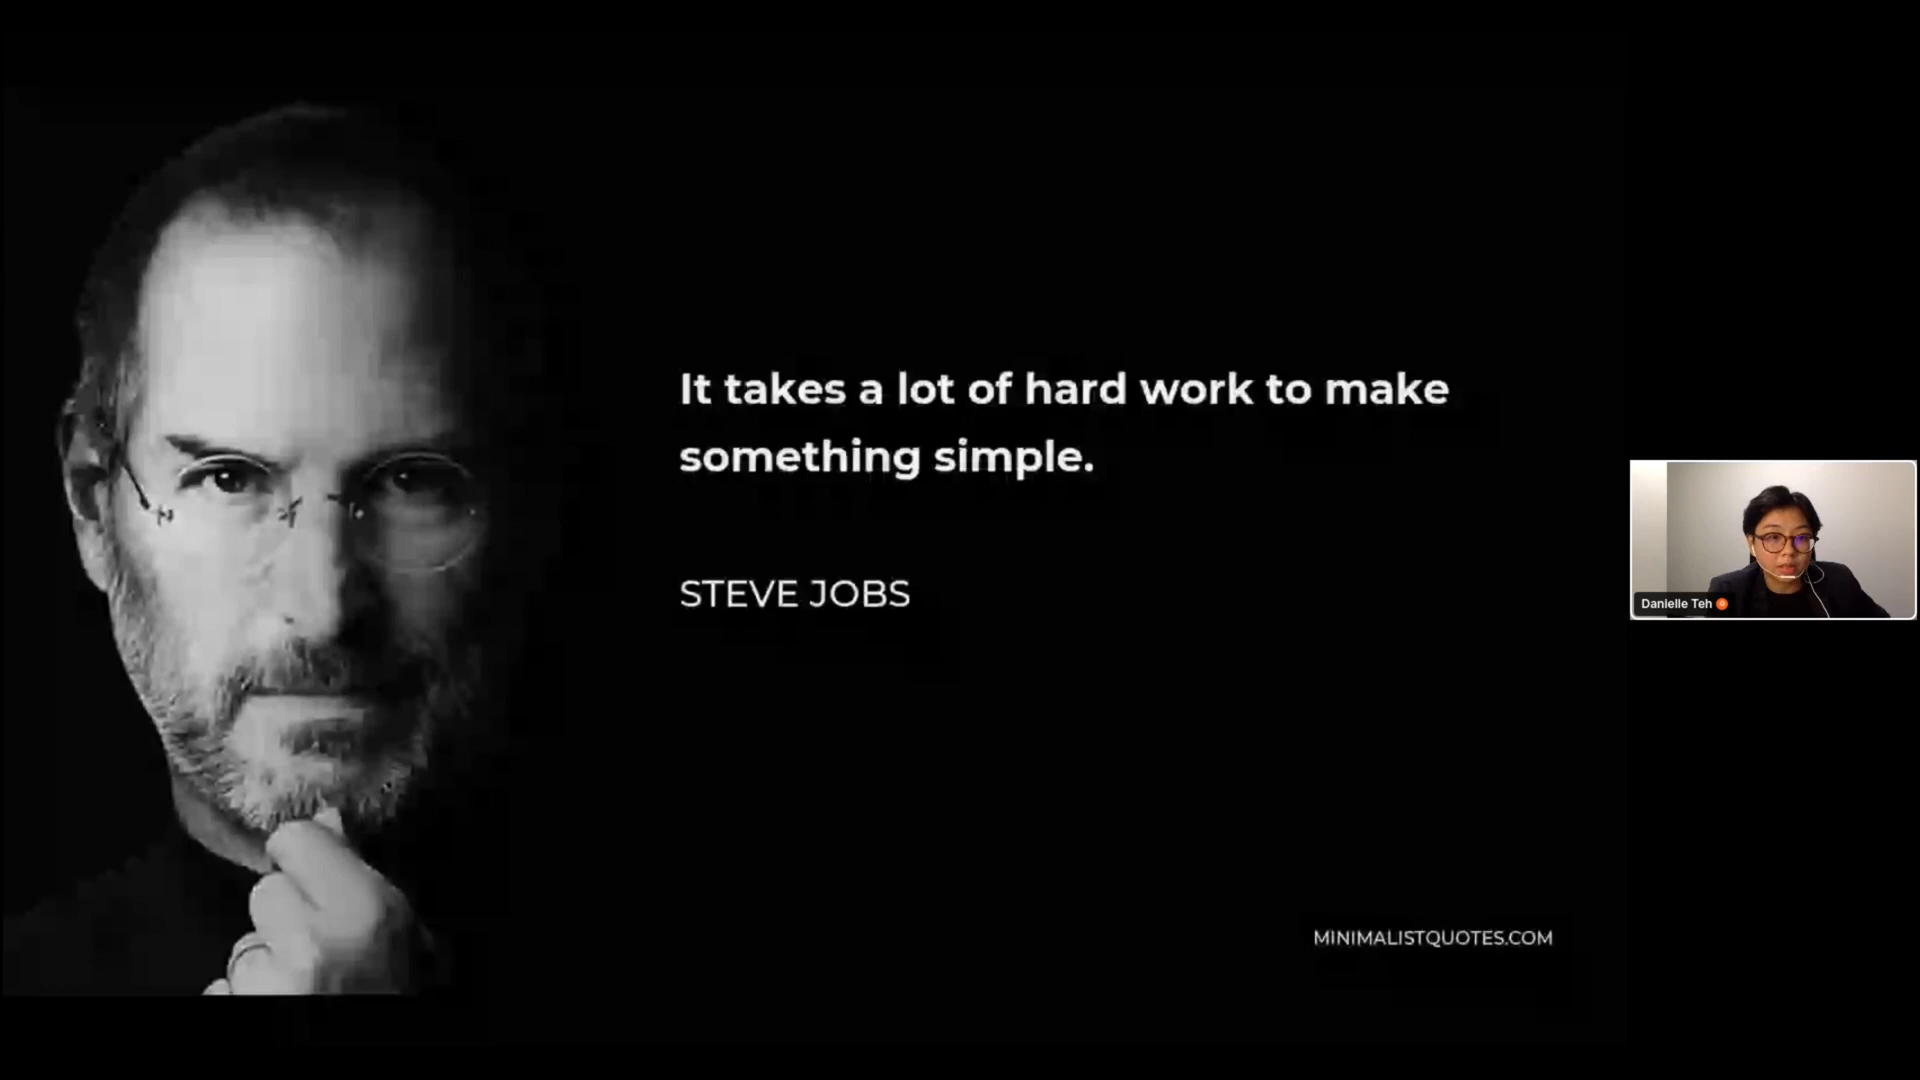 It takes a lot of hard work to make
something simple.
STEVE JOBS
Danielle Teh
MINIMALISTQUOTES.COM